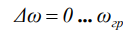 Δω = 0 ... ω_гр